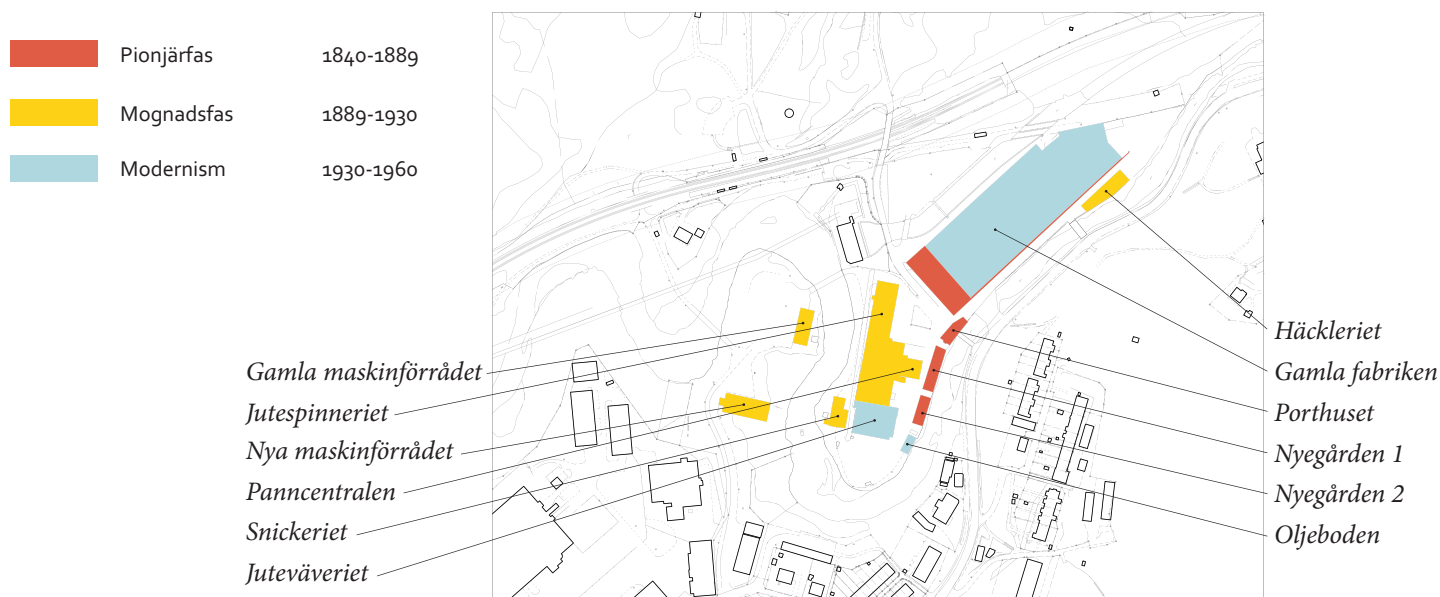 Pionjärfas 1840-1889
Mognadsfas 1889-1930
Modernism 1930-1960
Gamla maskinförrådet
Jutespinneriet
Nya maskinförrådet
Panncentralen
Snickeriet
Juteväveriet
Häckleriet
Gamla fabriken
Porthuset
Nyegården 1
Nyegården 2
Oljeboden